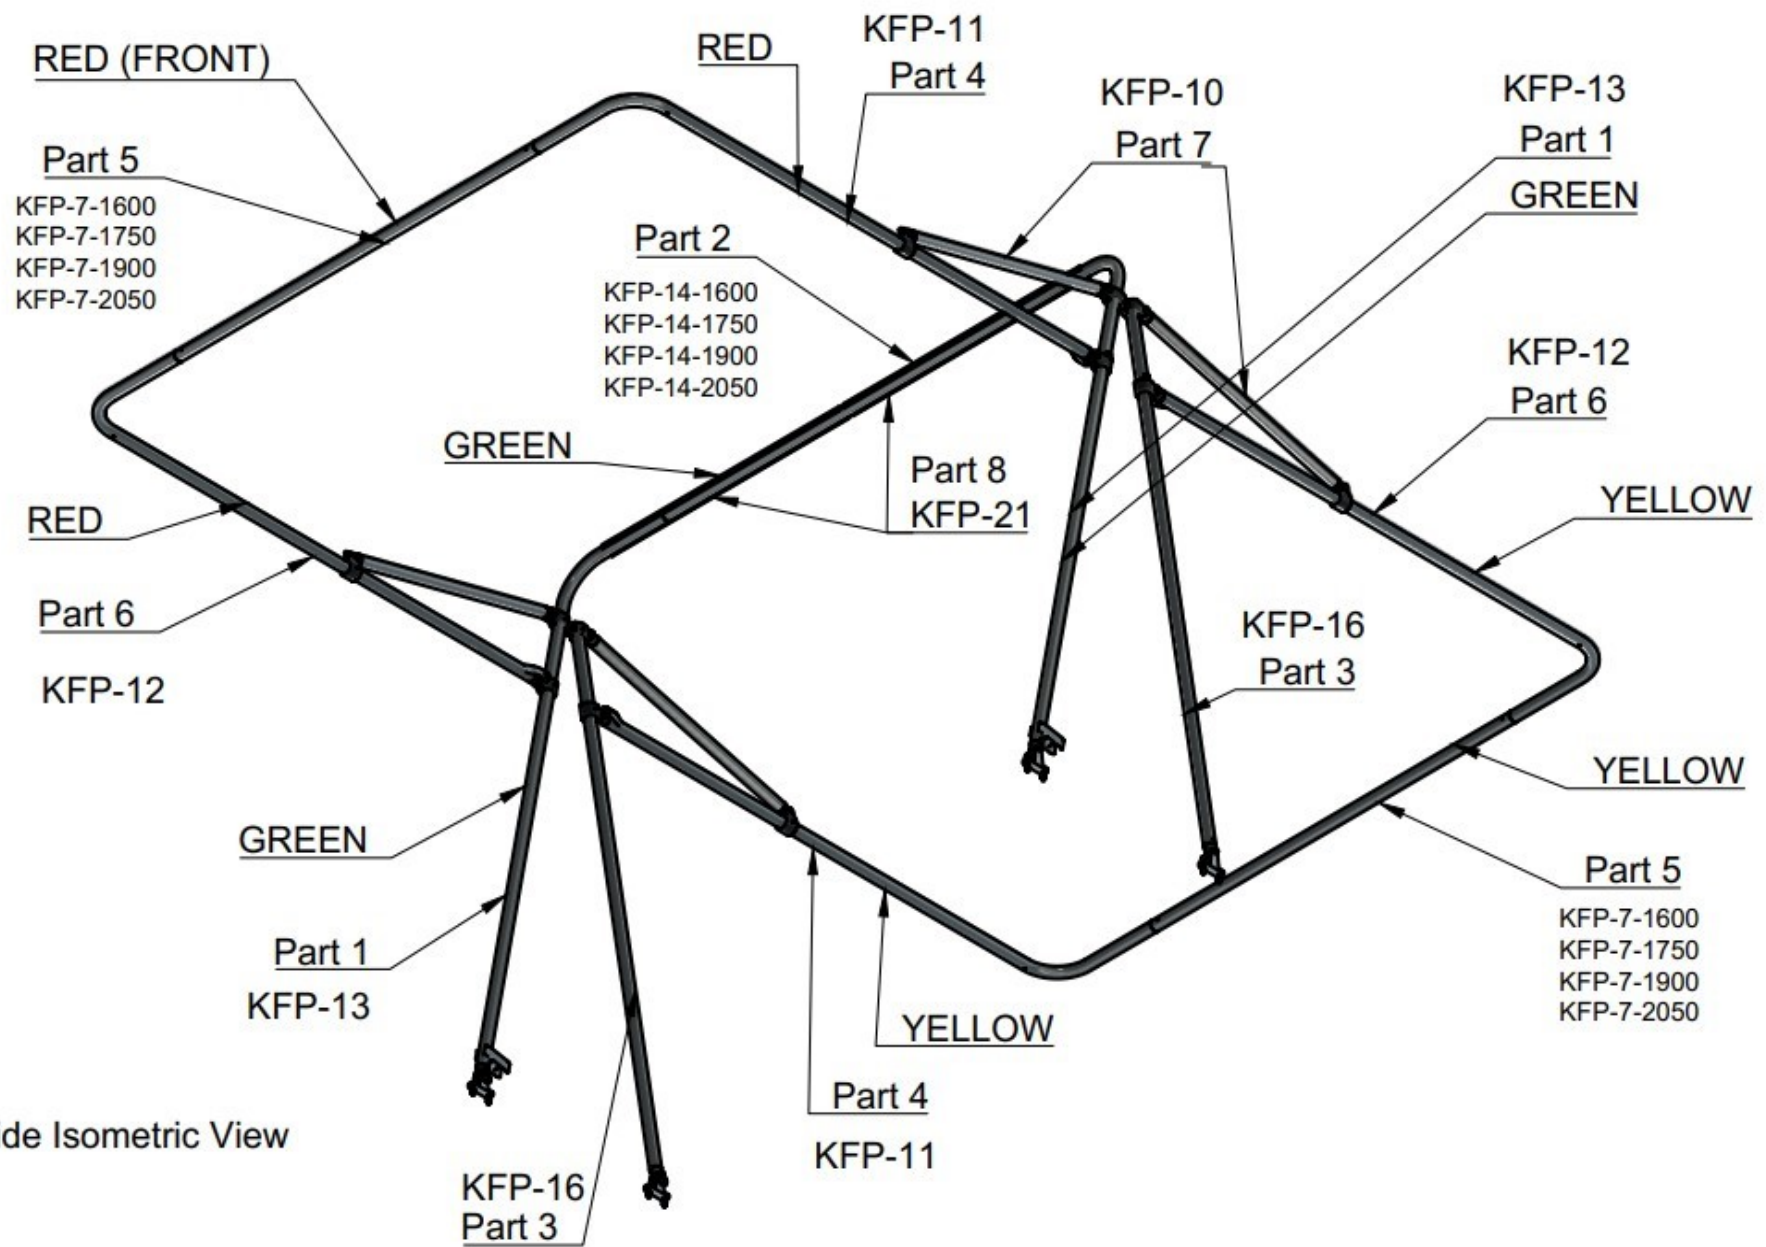 RED (FRONT)
Part 5
KFP-7-1600
KFP-7-1750
KFP-7-1900
KFP-7-2050
RED
KFP-11
Part 4
KFP-10
Part 7
KFP-13
Part 1
GREEN
Part 2
KFP-14-1600
KFP-14-1750
KFP-14-1900
KFP-14-2050
KFP-12
Part 6
GREEN
Part 8
KFP-21
YELLOW
RED
Part 6
KFP-12
KFP-16
Part 3
YELLOW
GREEN
Part 5
KFP-7-1600
KFP-7-1750
KFP-7-1900
KFP-7-2050
Part 1
KFP-13
YELLOW
Part 4
KFP-11
ide Isometric View
KFP-16
Part 3